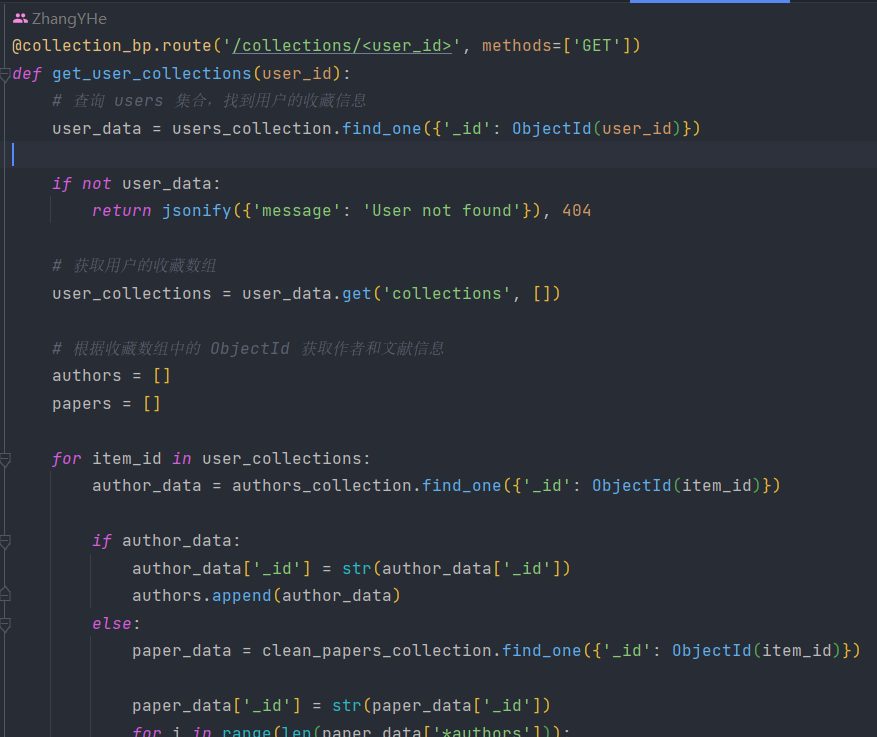 ZhangYHe
@collection_bp.route('/collections/<user_id>', methods=['GET'])
def get_user_collections(user_id):
# 查询 users 集合，找到用户的收藏信息
user_data = users_collection.find_one({'_id': ObjectId(user_id)})
if not user_data:
return jsonify({'message': 'User not found'}), 404
# 获取用户的收藏数组
user_collections = user_data.get('collections', [])
# 根据收藏数组中的 ObjectId 获取作者和文献信息
authors = []
papers = []
for item_id in user_collections:
author_data = authors_collection.find_one({'_id': ObjectId(item_id)})
if author_data:
author_data['_id'] = str(author_data['_id'])
authors.append(author_data)
else:
paper_data = clean_papers_collection.find_one({'_id': ObjectId(item_id)})
paper_data['_id'] = str(paper_data['_id'])
for i in range(len(paper_data['*authors'])):